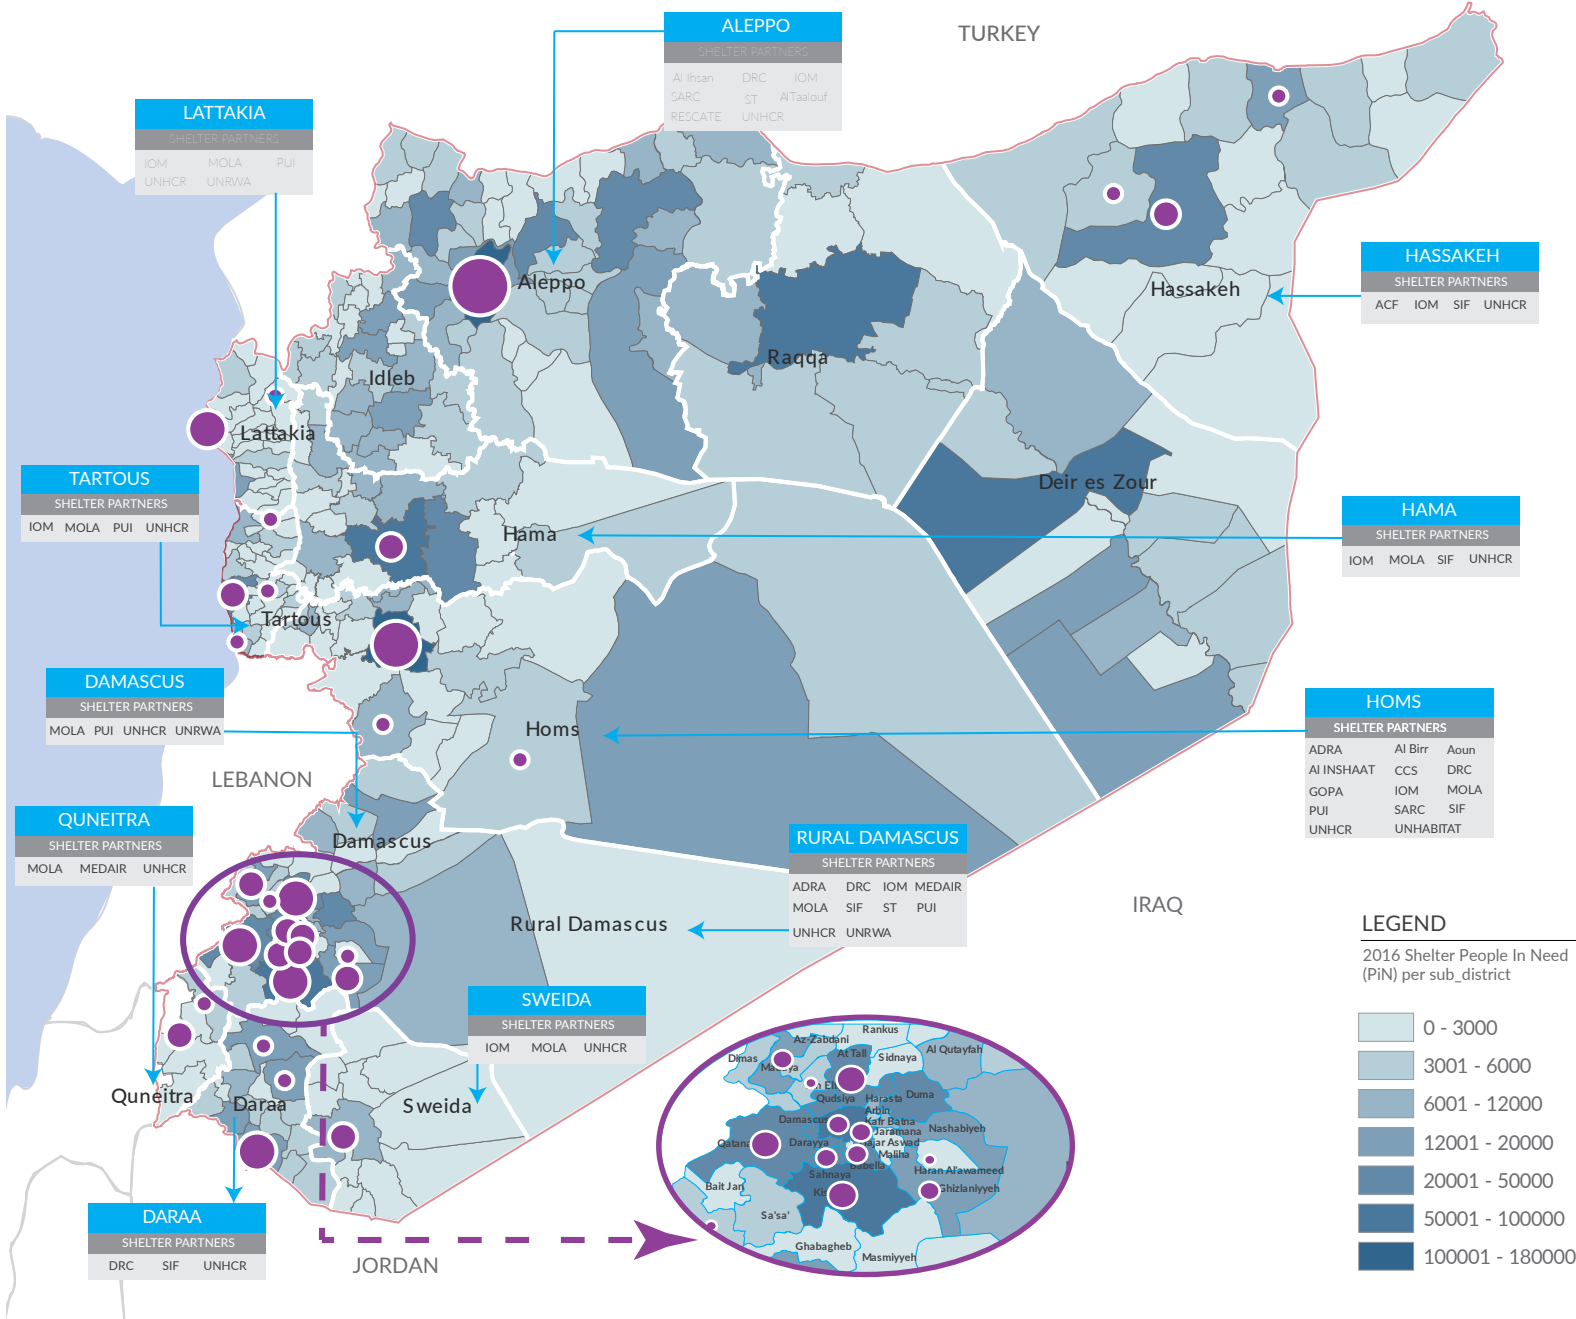 TURKEY
ALEPPO
SHELTER PARTNERS
Al Ihsan DRC IOM
SARC ST AlTaalouf
RESCATE UNHCR
LATTAKIA
SHELTER PARTNERS
IOM MOLA PUI
UNHCR UNRWA
HASSAKEH
SHELTER PARTNERS
ACF IOM SIF UNHCR
Aleppo
Hassakeh
Raqqa
Idleb
Lattakia
TARTOUS
SHELTER PARTNERS
IOM MOLA PUI UNHCR
Deir es Zour
Hama
HAMA
SHELTER PARTNERS
IOM MOLA SIF UNHCR
Tartous
DAMASCUS
SHELTER PARTNERS
MOLA PUI UNHCR UNRWA
Homs
HOMS
SHELTER PARTNERS
ADRA Al Birr Aoun
Al INSHAAT CCS DRC
GOPA IOM MOLA
PUI SARC SIF
UNHCR UNHABITAT
LEBANON
QUNEITRA
SHELTER PARTNERS
MOLA MEDAIR UNHCR
Damascus
RURAL DAMASCUS
SHELTER PARTNERS
ADRA DRC IOM MEDAIR
MOLA SIF ST PUI
UNHCR UNRWA
Rural Damascus
IRAQ
SWEIDA
SHELTER PARTNERS
IOM MOLA UNHCR
Quneitra
Daraa
Sweida
DARAA
SHELTER PARTNERS
DRC SIF UNHCR
JORDAN
Rankus
Az-Zabdani
At Tall
Sidnaya
Al Qutayfah
Dimas
Qudsiya
Harasta
Duma
Arbin
Damascus
Kafr Batna
Jaramana
Nashabiyeh
Qatana
Darayya
Hajar Aswad
Maliha
Babella
Sahnaya
Haran Al'awameed
Ghizlaniyyeh
Bait Jan
Sa'sa'
Ghabagheb
Masmiyyeh
LEGEND
2016 Shelter People In Need
(PiN) per sub_district
0 - 3000
3001 - 6000
6001 - 12000
12001 - 20000
20001 - 50000
50001 - 100000
100001 - 180000